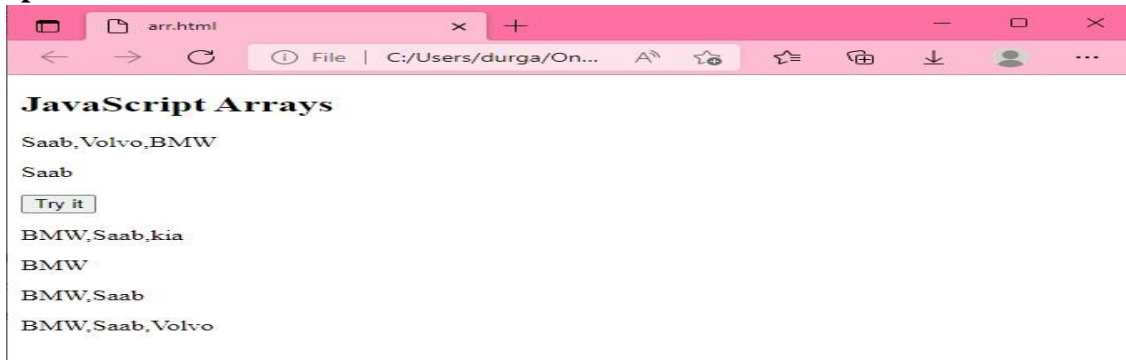 arr.html
File | C:/Users/durga/On...
JavaScript Arrays
Saab,Volvo,BMW
Saab
Try it
BMW,Saab,kia
BMW
BMW,Saab
BMW,Saab,Volvo